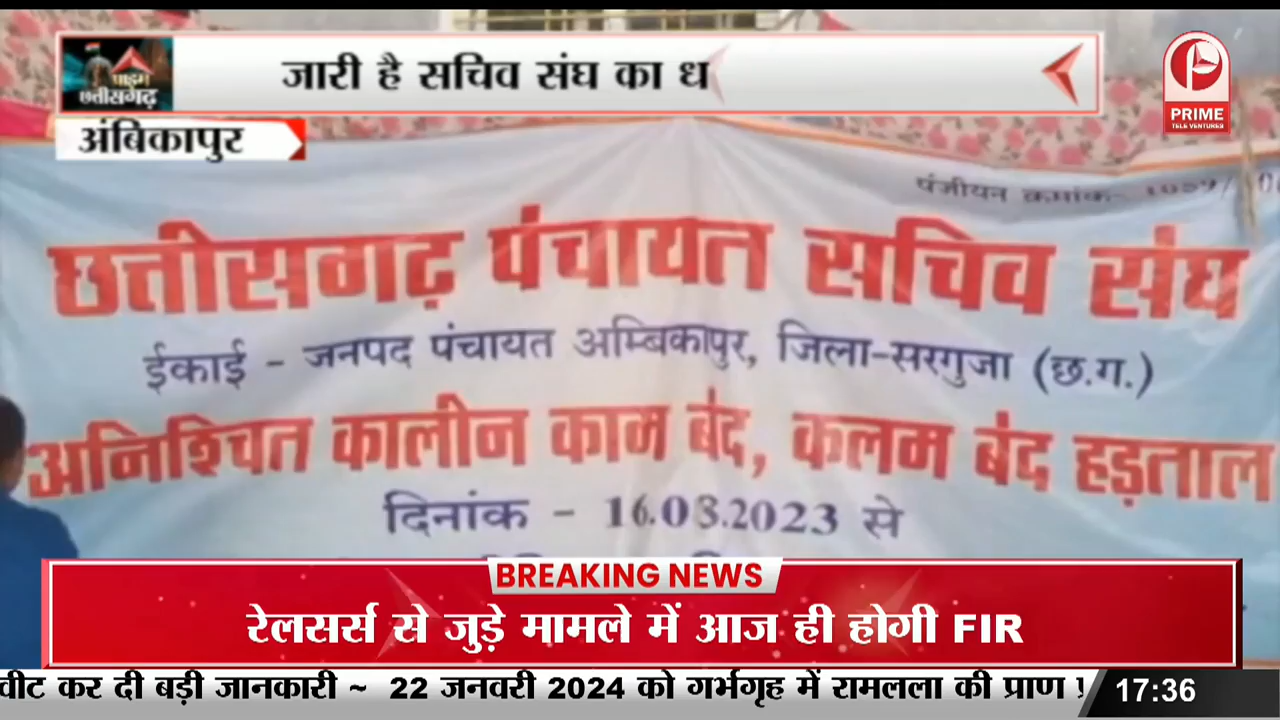 जारी है सचिव संघ का ध
प्राइम
छत्तीसगढ़
PRIME
TELE VENTURES
अंबिकापुर
पंजीयन क्रमांक-
छत्तीसगढ़ पंचायत सचिव संघ
ईकाई - जनपद पंचायत अम्बिकापुर, जिला-सरगुजा (छ.ग.)
अनिश्चित कालीन काम बंद, कलम बंद हड़ताल
दिनांक - 16.03.2023 से
BREAKING NEWS
रेलसर्स से जुड़े मामले में आज ही होगी FIR
वीट कर दी बड़ी जानकारी ~ 22 जनवरी 2024 को गर्भगृह में रामलला की प्राण
17:36